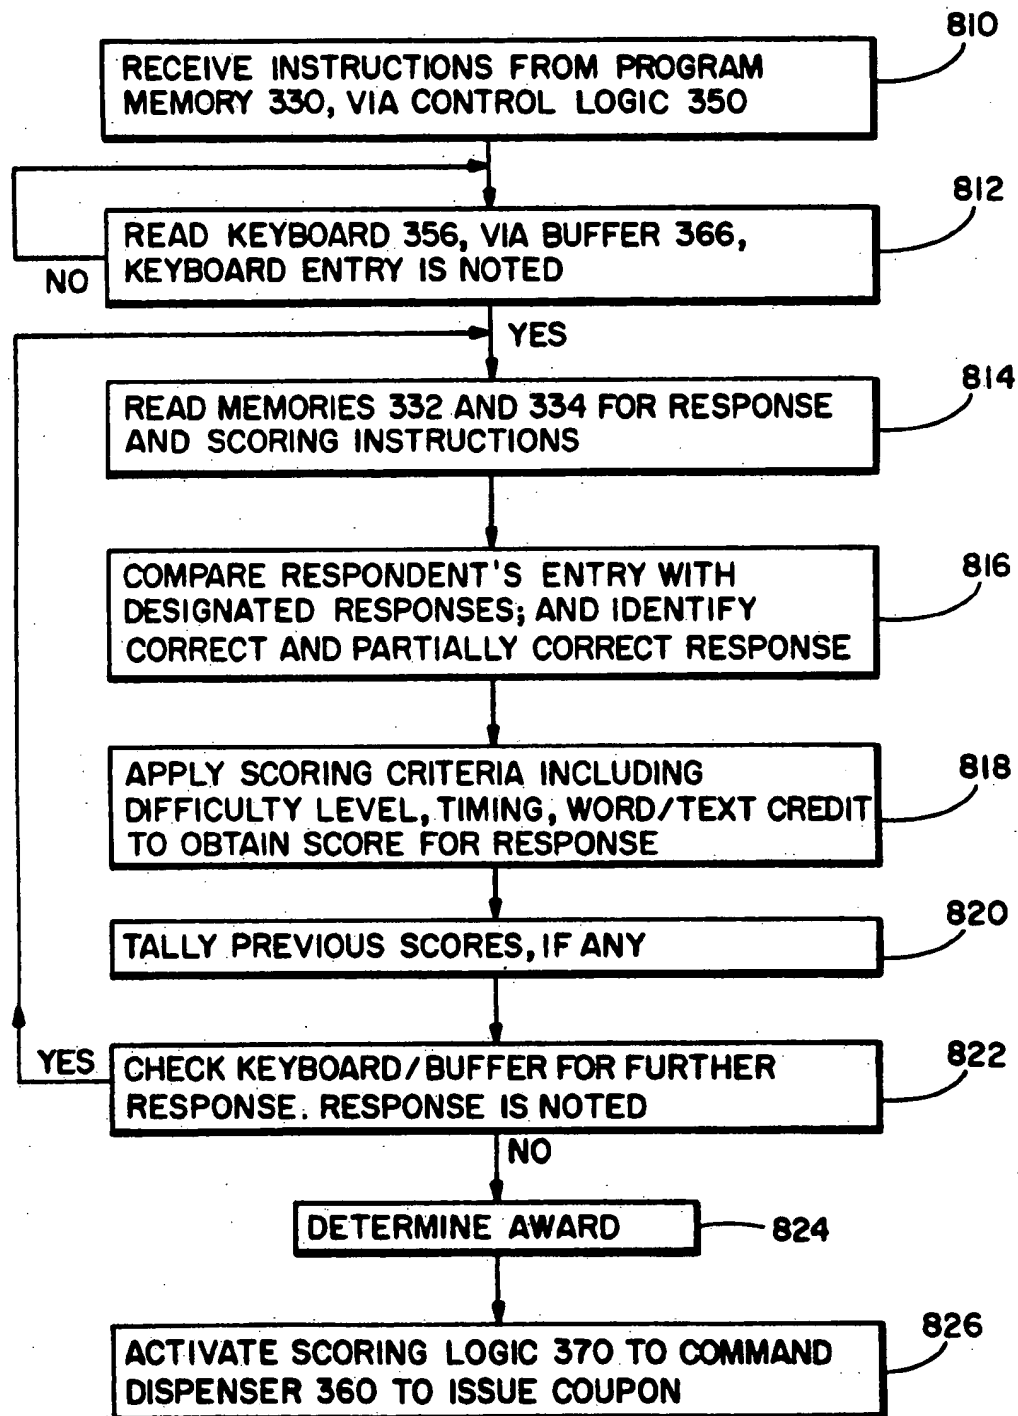 810
RECEIVE INSTRUCTIONS FROM PROGRAM
MEMORY 330, VIA CONTROL LOGIC 350
812
READ KEYBOARD 356, VIA BUFFER 366,
KEYBOARD ENTRY IS NOTED
NO
YES
814
READ MEMORIES 332 AND 334 FOR RESPONSE
AND SCORING INSTRUCTIONS
816
COMPARE RESPONDENT'S ENTRY WITH
DESIGNATED RESPONSES; AND IDENTIFY
CORRECT AND PARTIALLY CORRECT RESPONSE
818
APPLY SCORING CRITERIA INCLUDING
DIFFICULTY LEVEL, TIMING, WORD/TEXT CREDIT
TO OBTAIN SCORE FOR RESPONSE
820
TALLY PREVIOUS SCORES, IF ANY
822
YES
CHECK KEYBOARD/BUFFER FOR FURTHER
RESPONSE. RESPONSE IS NOTED
NO
DETERMINE AWARD
824
826
ACTIVATE SCORING LOGIC 370 TO COMMAND
DISPENSER 360 TO ISSUE COUPON